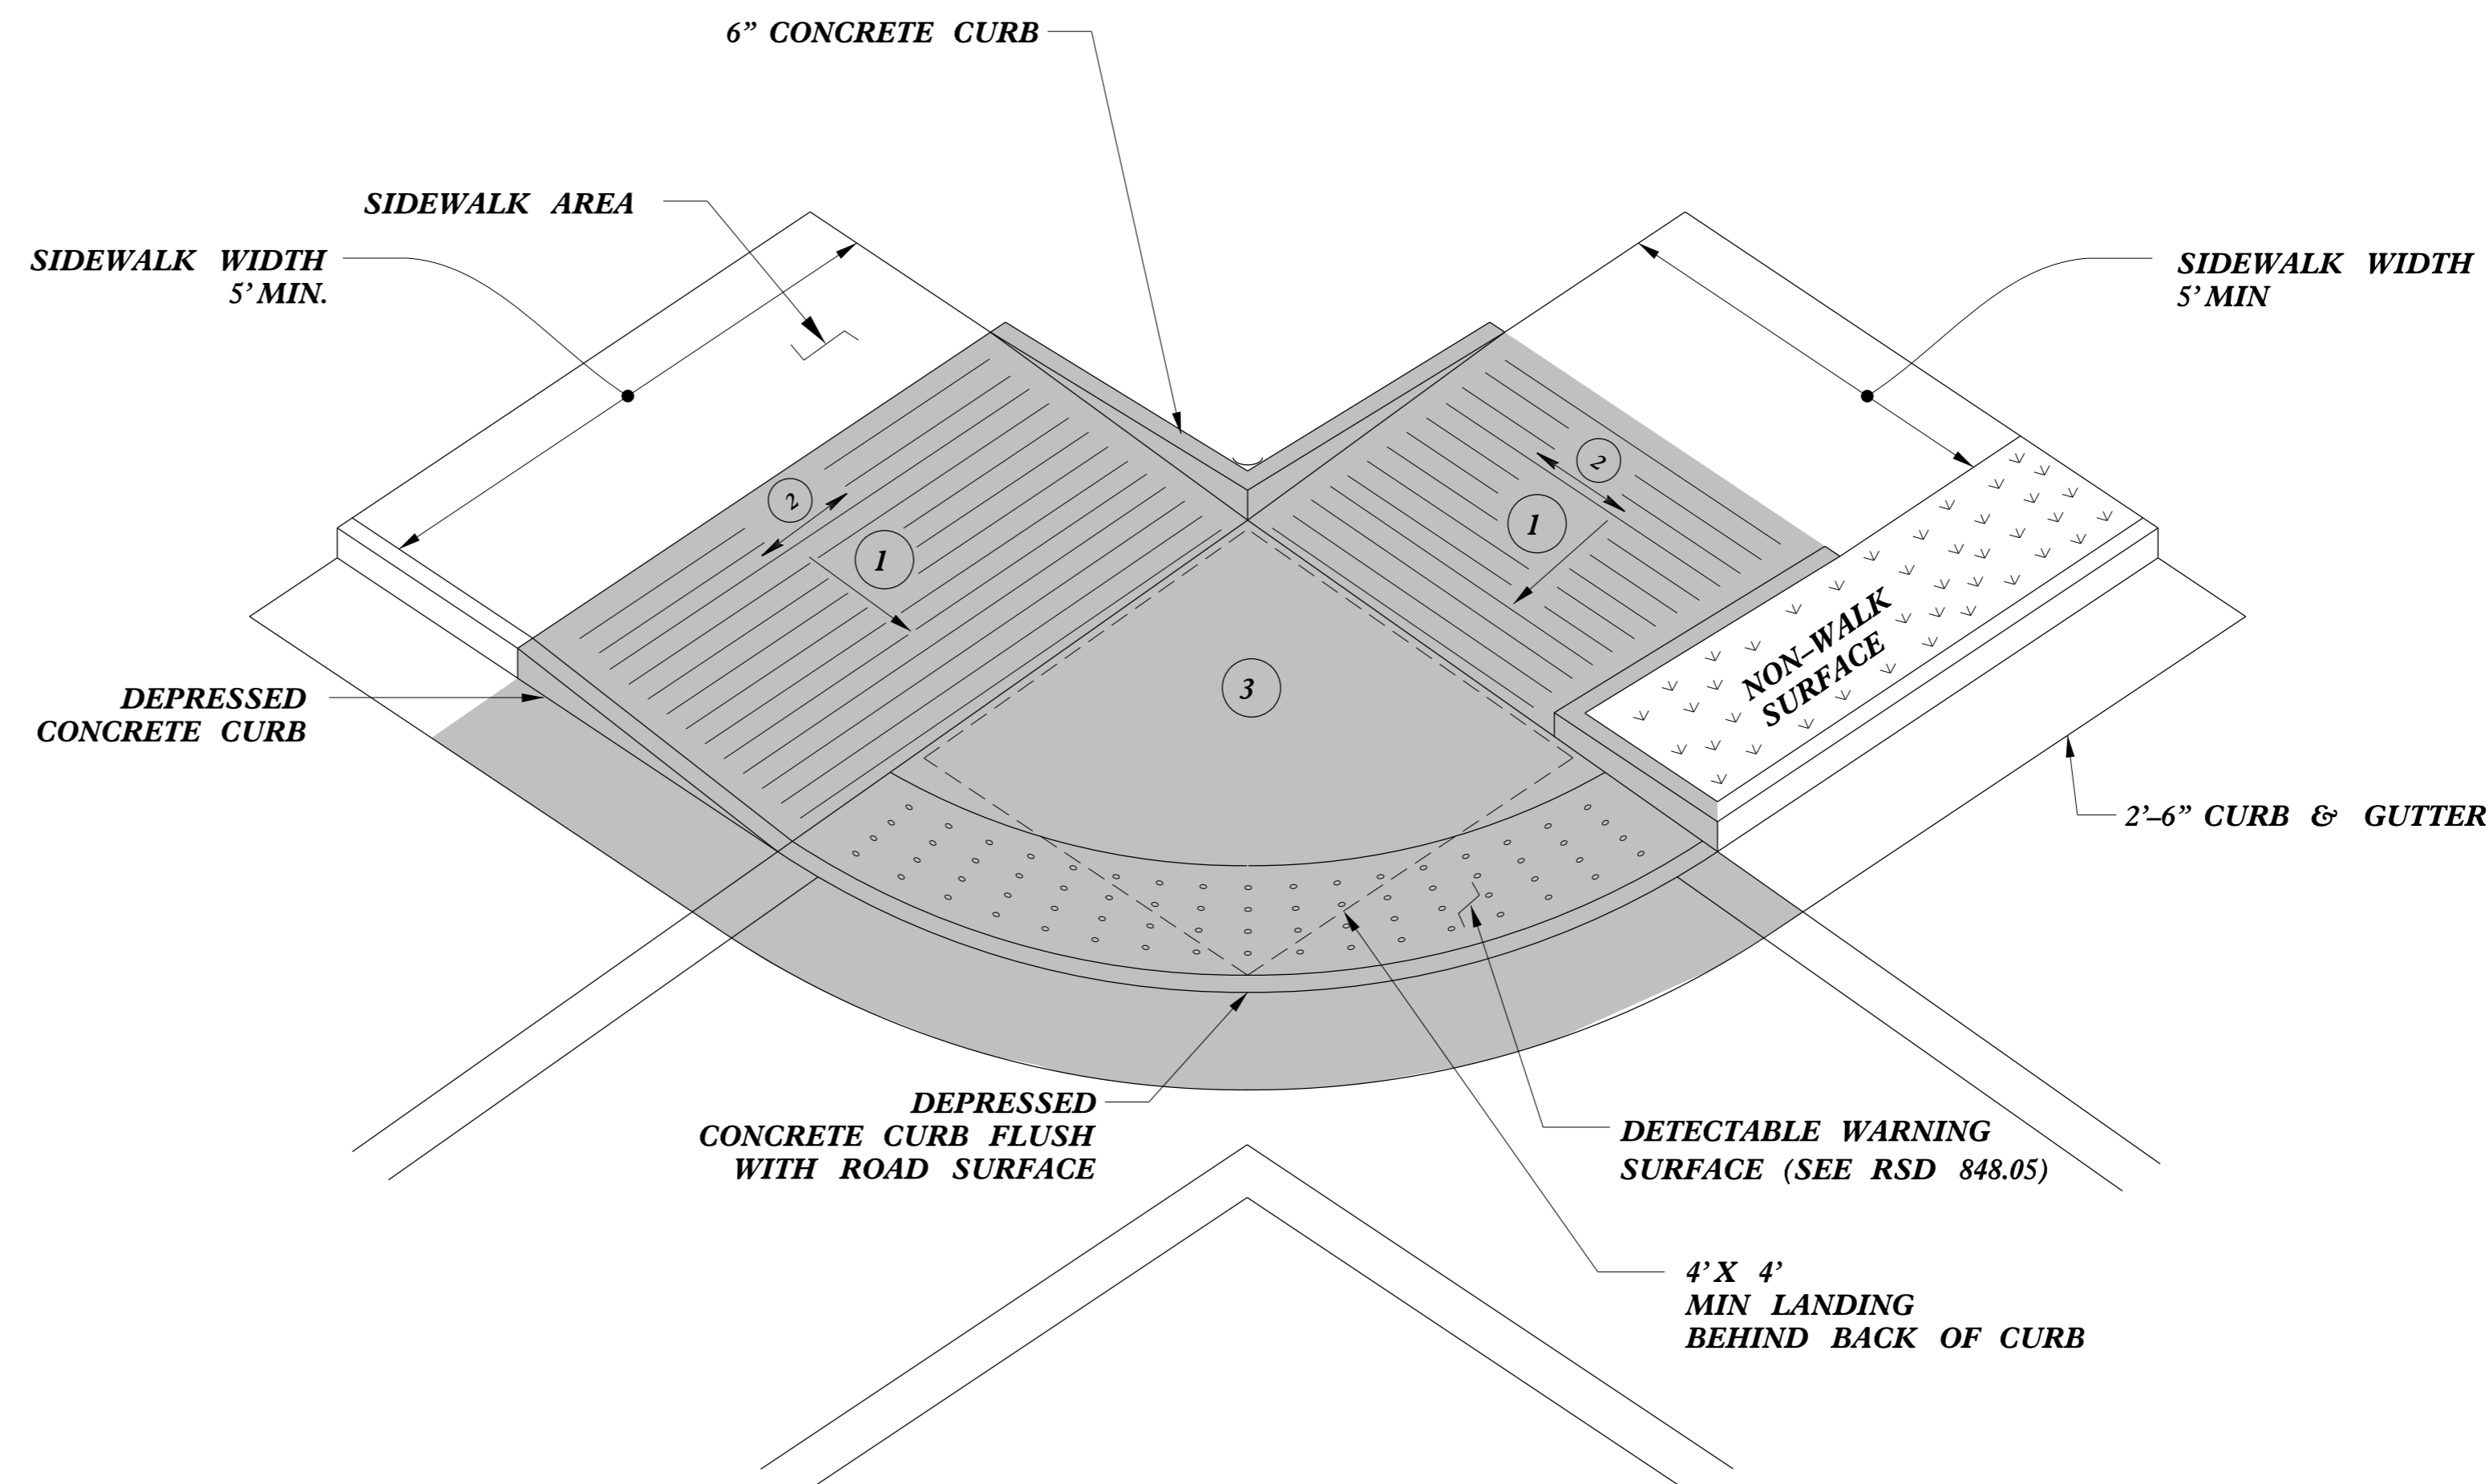 6” CONCRETE CURB
SIDEWALK AREA
SIDEWALK WIDTH
5’ MIN.
SIDEWALK WIDTH
5’ MIN
2
2
1
1
3
NON–WALK
SURFACE
DEPRESSED
CONCRETE CURB
2’–6” CURB & GUTTER
DEPRESSED
CONCRETE CURB FLUSH
WITH ROAD SURFACE
DETECTABLE WARNING
SURFACE (SEE RSD 848.05)
4’ X 4’
MIN LANDING
BEHIND BACK OF CURB